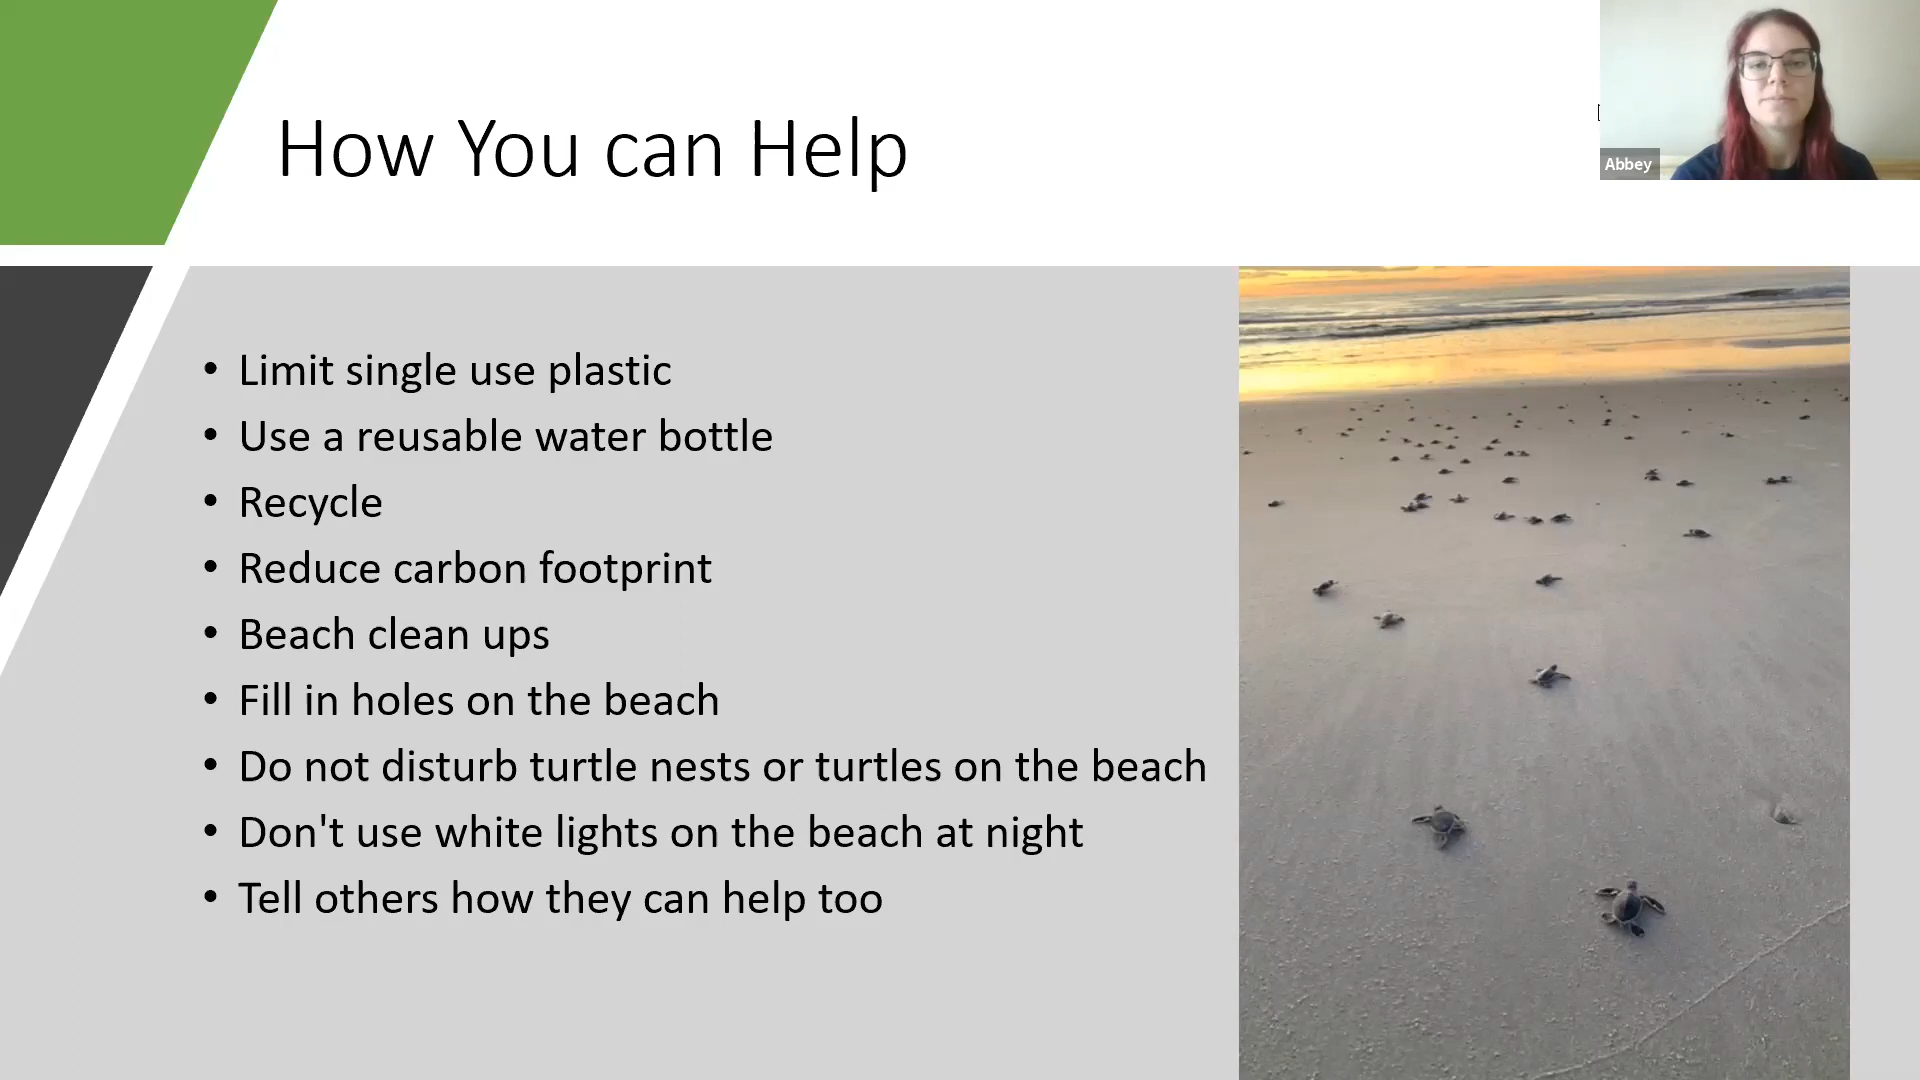 How You can Help
Abbey
• Limit single use plastic
• Use a reusable water bottle
• Recycle
• Reduce carbon footprint
• Beach clean ups
• Fill in holes on the beach
• Do not disturb turtle nests or turtles on the beach
• Don't use white lights on the beach at night
• Tell others how they can help too